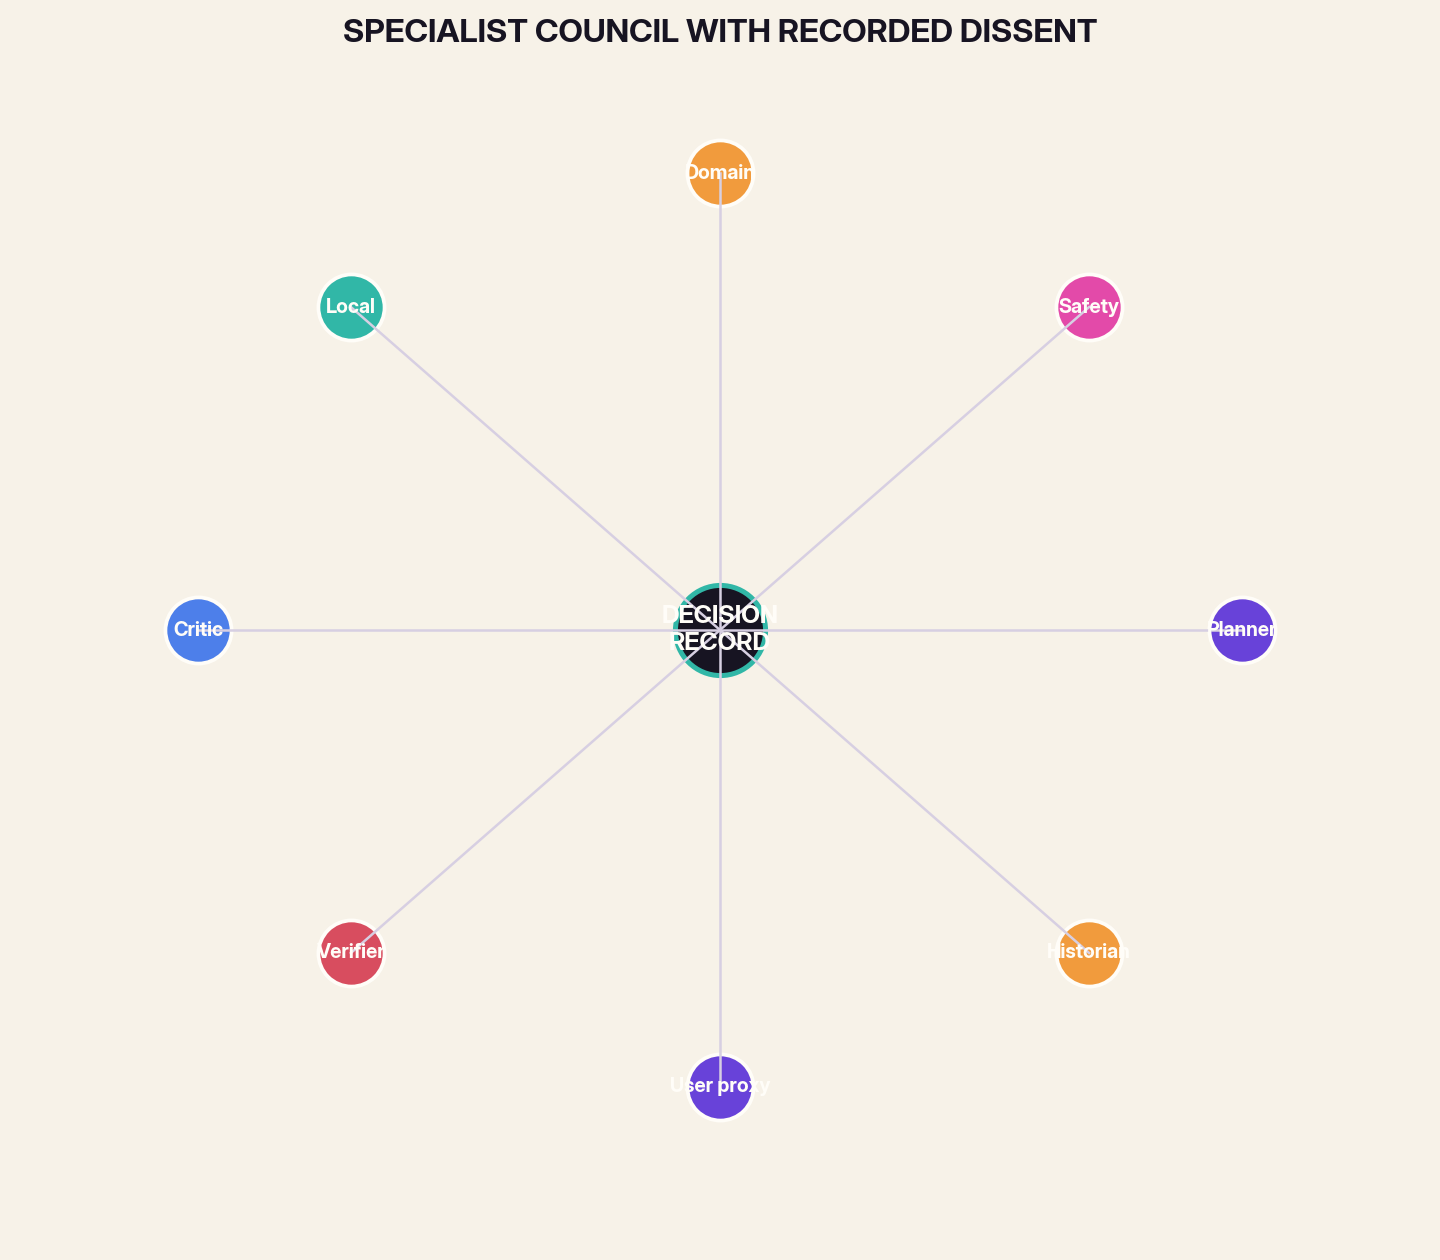 SPECIALIST COUNCIL WITH RECORDED DISSENT
Domain
Local
Safety
DECISION
RECORD
Critic
Planner
Verifier
Historian
User proxy